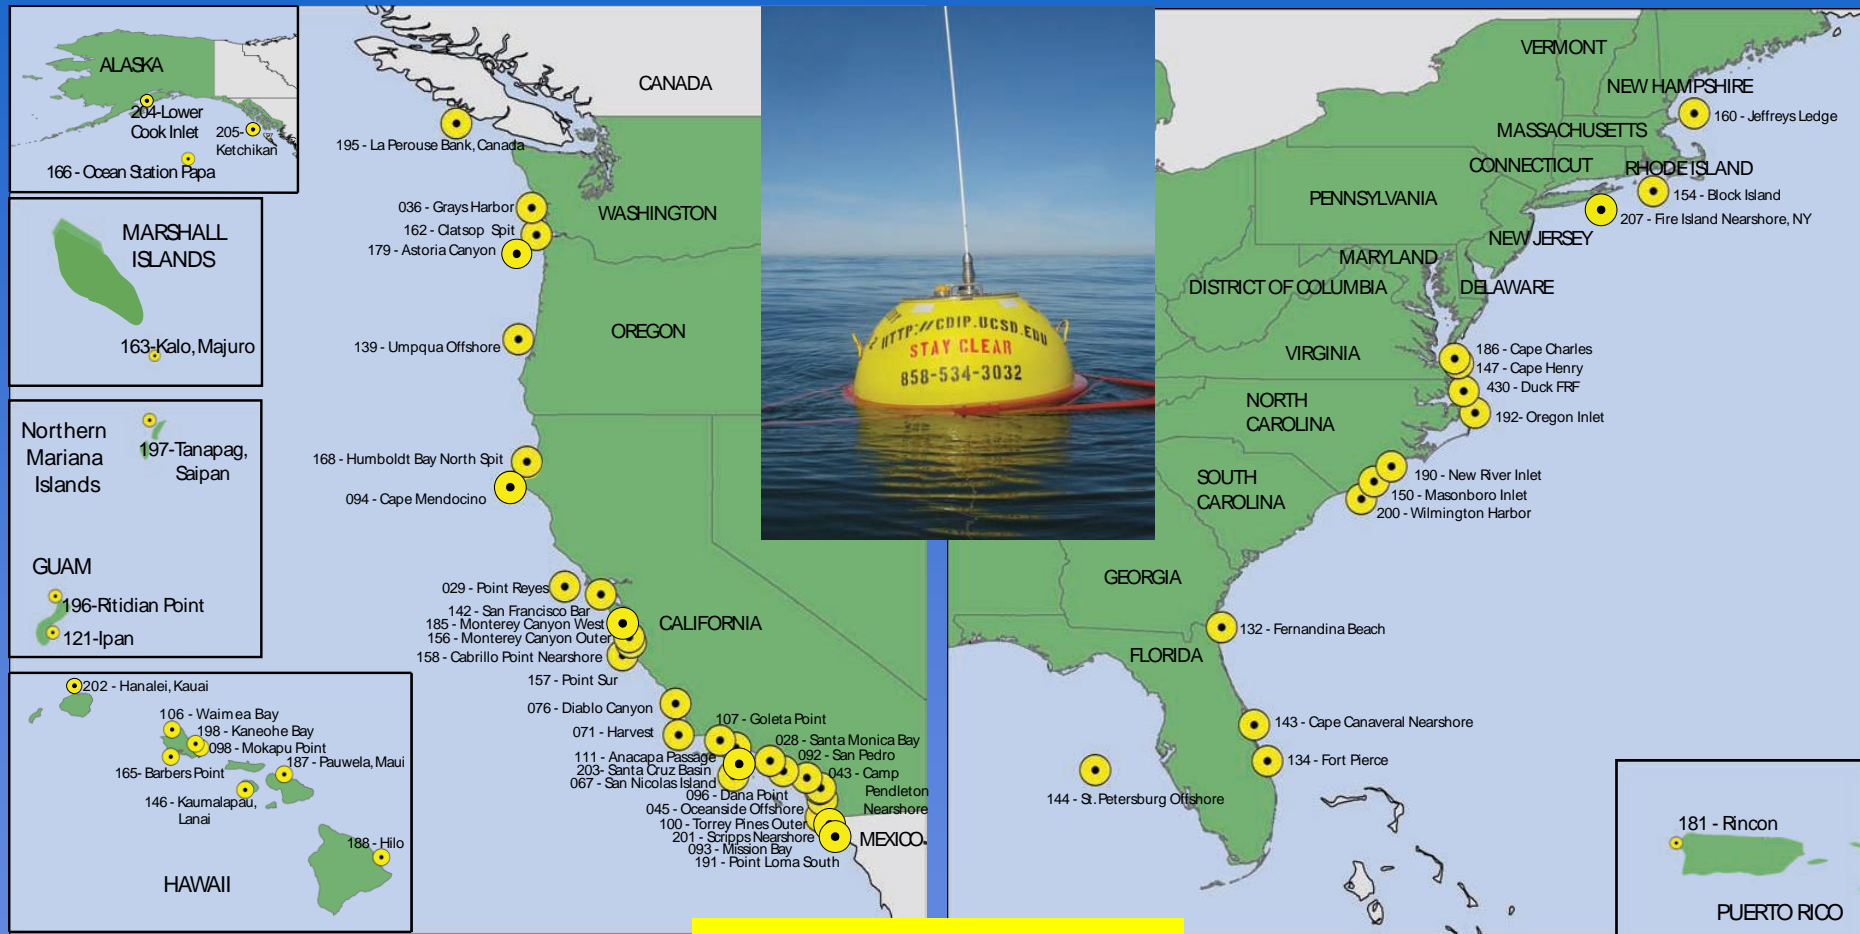 ALASKA
204-Lower
Cook Inlet
205-
Ketchikan
166 - Ocean Station Papa
MARSHALL
ISLANDS
163-Kalo, Majuro
Northern
Mariana
Islands
197-Tanapag,
Saipan
GUAM
196-Ritidian Point
121-Ipan
202 - Hanalei, Kauai
106 - Waimea Bay
198 - Kaneohe Bay
098 - Mokapu Point
187 - Pauwela, Maui
165- Barbers Point
146 - Kaumalapau,
Lanai
188 - Hilo
HAWAII
CANADA
195 - La Perouse Bank, Canada
036 - Grays Harbor
WASHINGTON
162 - Clatsop Spit
179 - Astoria Canyon
OREGON
139 - Umpqua Offshore
168 - Humboldt Bay North Spit
094 - Cape Mendocino
029 - Point Reyes
142 - San Francisco Bar
185 - Monterey Canyon West
CALIFORNIA
156 - Monterey Canyon Outer
158 - Cabrillo Point Nearshore
157 - Point Sur
076 - Diablo Canyon
107 - Goleta Point
071 - Harvest
028 - Santa Monica Bay
111 - Anacapa Passage
092 - San Pedro
203- Santa Cruz Basin
043 - Camp
Pendleton
Nearshore
067 - San Nicolas Island
096 - Dana Point
045 - Oceanside Offshore
100 - Torrey Pines Outer
201 - Scripps Nearshore
093 - Mission Bay
191 - Point Loma South
MEXICO
HTTP://CDIP.UCSD.EDU
STAY CLEAR
858-534-3032
VERMONT
NEW HAMPSHIRE
160 - Jeffreys Ledge
MASSACHUSETTS
CONNECTICUT
RHODE ISLAND
PENNSYLVANIA
154 - Block Island
207 - Fire Island Nearshore, NY
NEW JERSEY
MARYLAND
DISTRICT OF COLUMBIA
DELAWARE
VIRGINIA
186 - Cape Charles
147 - Cape Henry
430 - Duck FRF
NORTH
CAROLINA
192- Oregon Inlet
SOUTH
CAROLINA
190 - New River Inlet
150 - Masonboro Inlet
200 - Wilmington Harbor
GEORGIA
132 - Fernandina Beach
FLORIDA
143 - Cape Canaveral Nearshore
134 - Fort Pierce
144 - St. Petersburg Offshore
181 - Rincon
PUERTO RICO